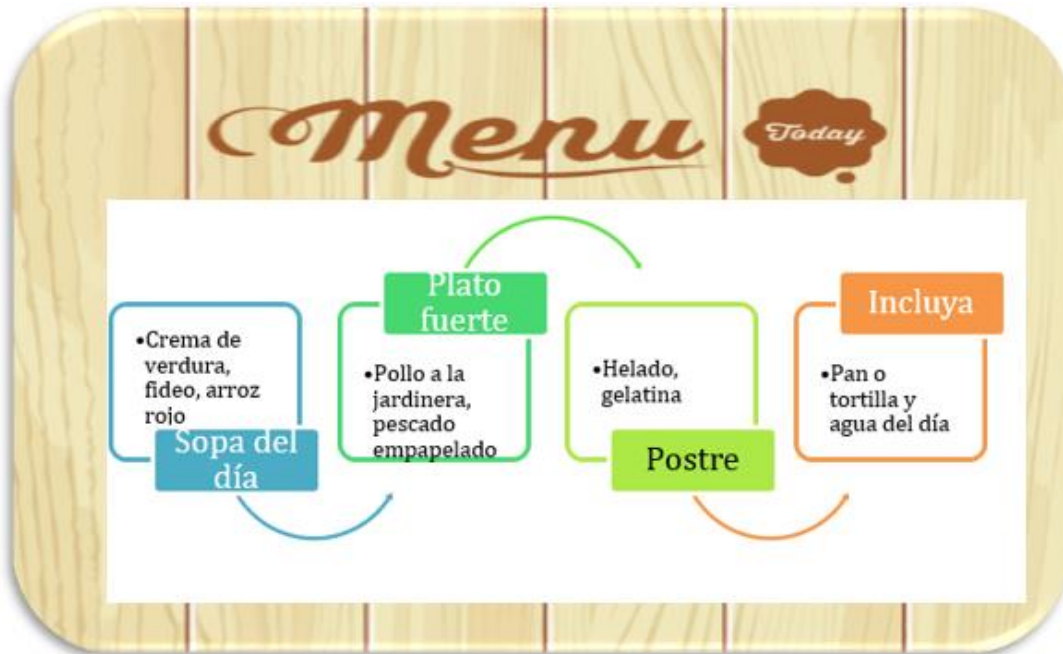 Menu
Today
•Crema de
verdura,
fideo, arroz
rojo
Sopa del
día
Plato
fuerte
•Pollo a la
jardinera,
pescado
empapelado
•Helado,
gelatina
Postre
Incluya
•Pan o
tortilla y
agua del día